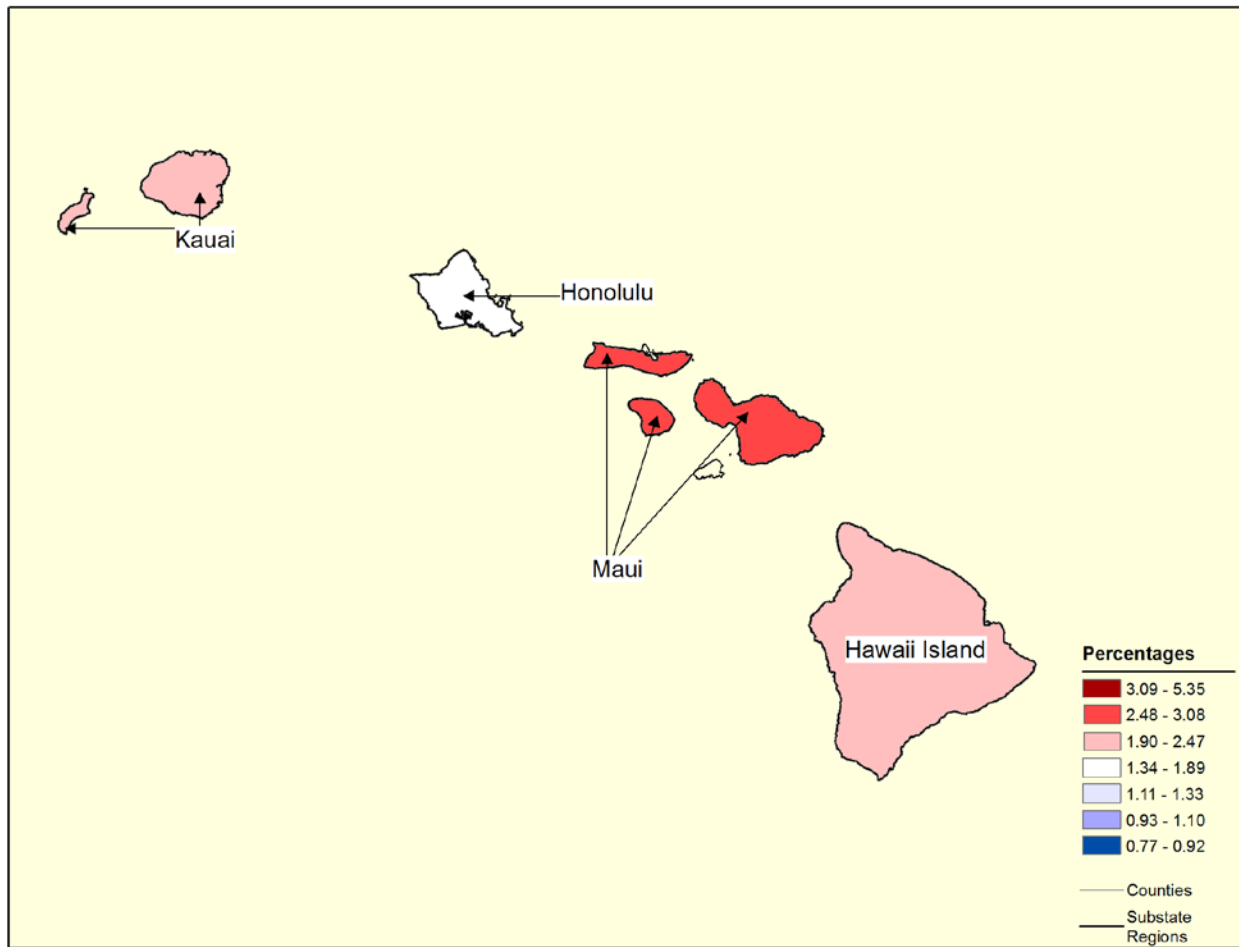 Kauai
Honolulu
Maui
Hawaii Island
Percentages
3.09 - 5.35
2.48 - 3.08
1.90 - 2.47
1.34 - 1.89
1.11 - 1.33
0.93 - 1.10
0.77 - 0.92
Counties
Substate
Regions